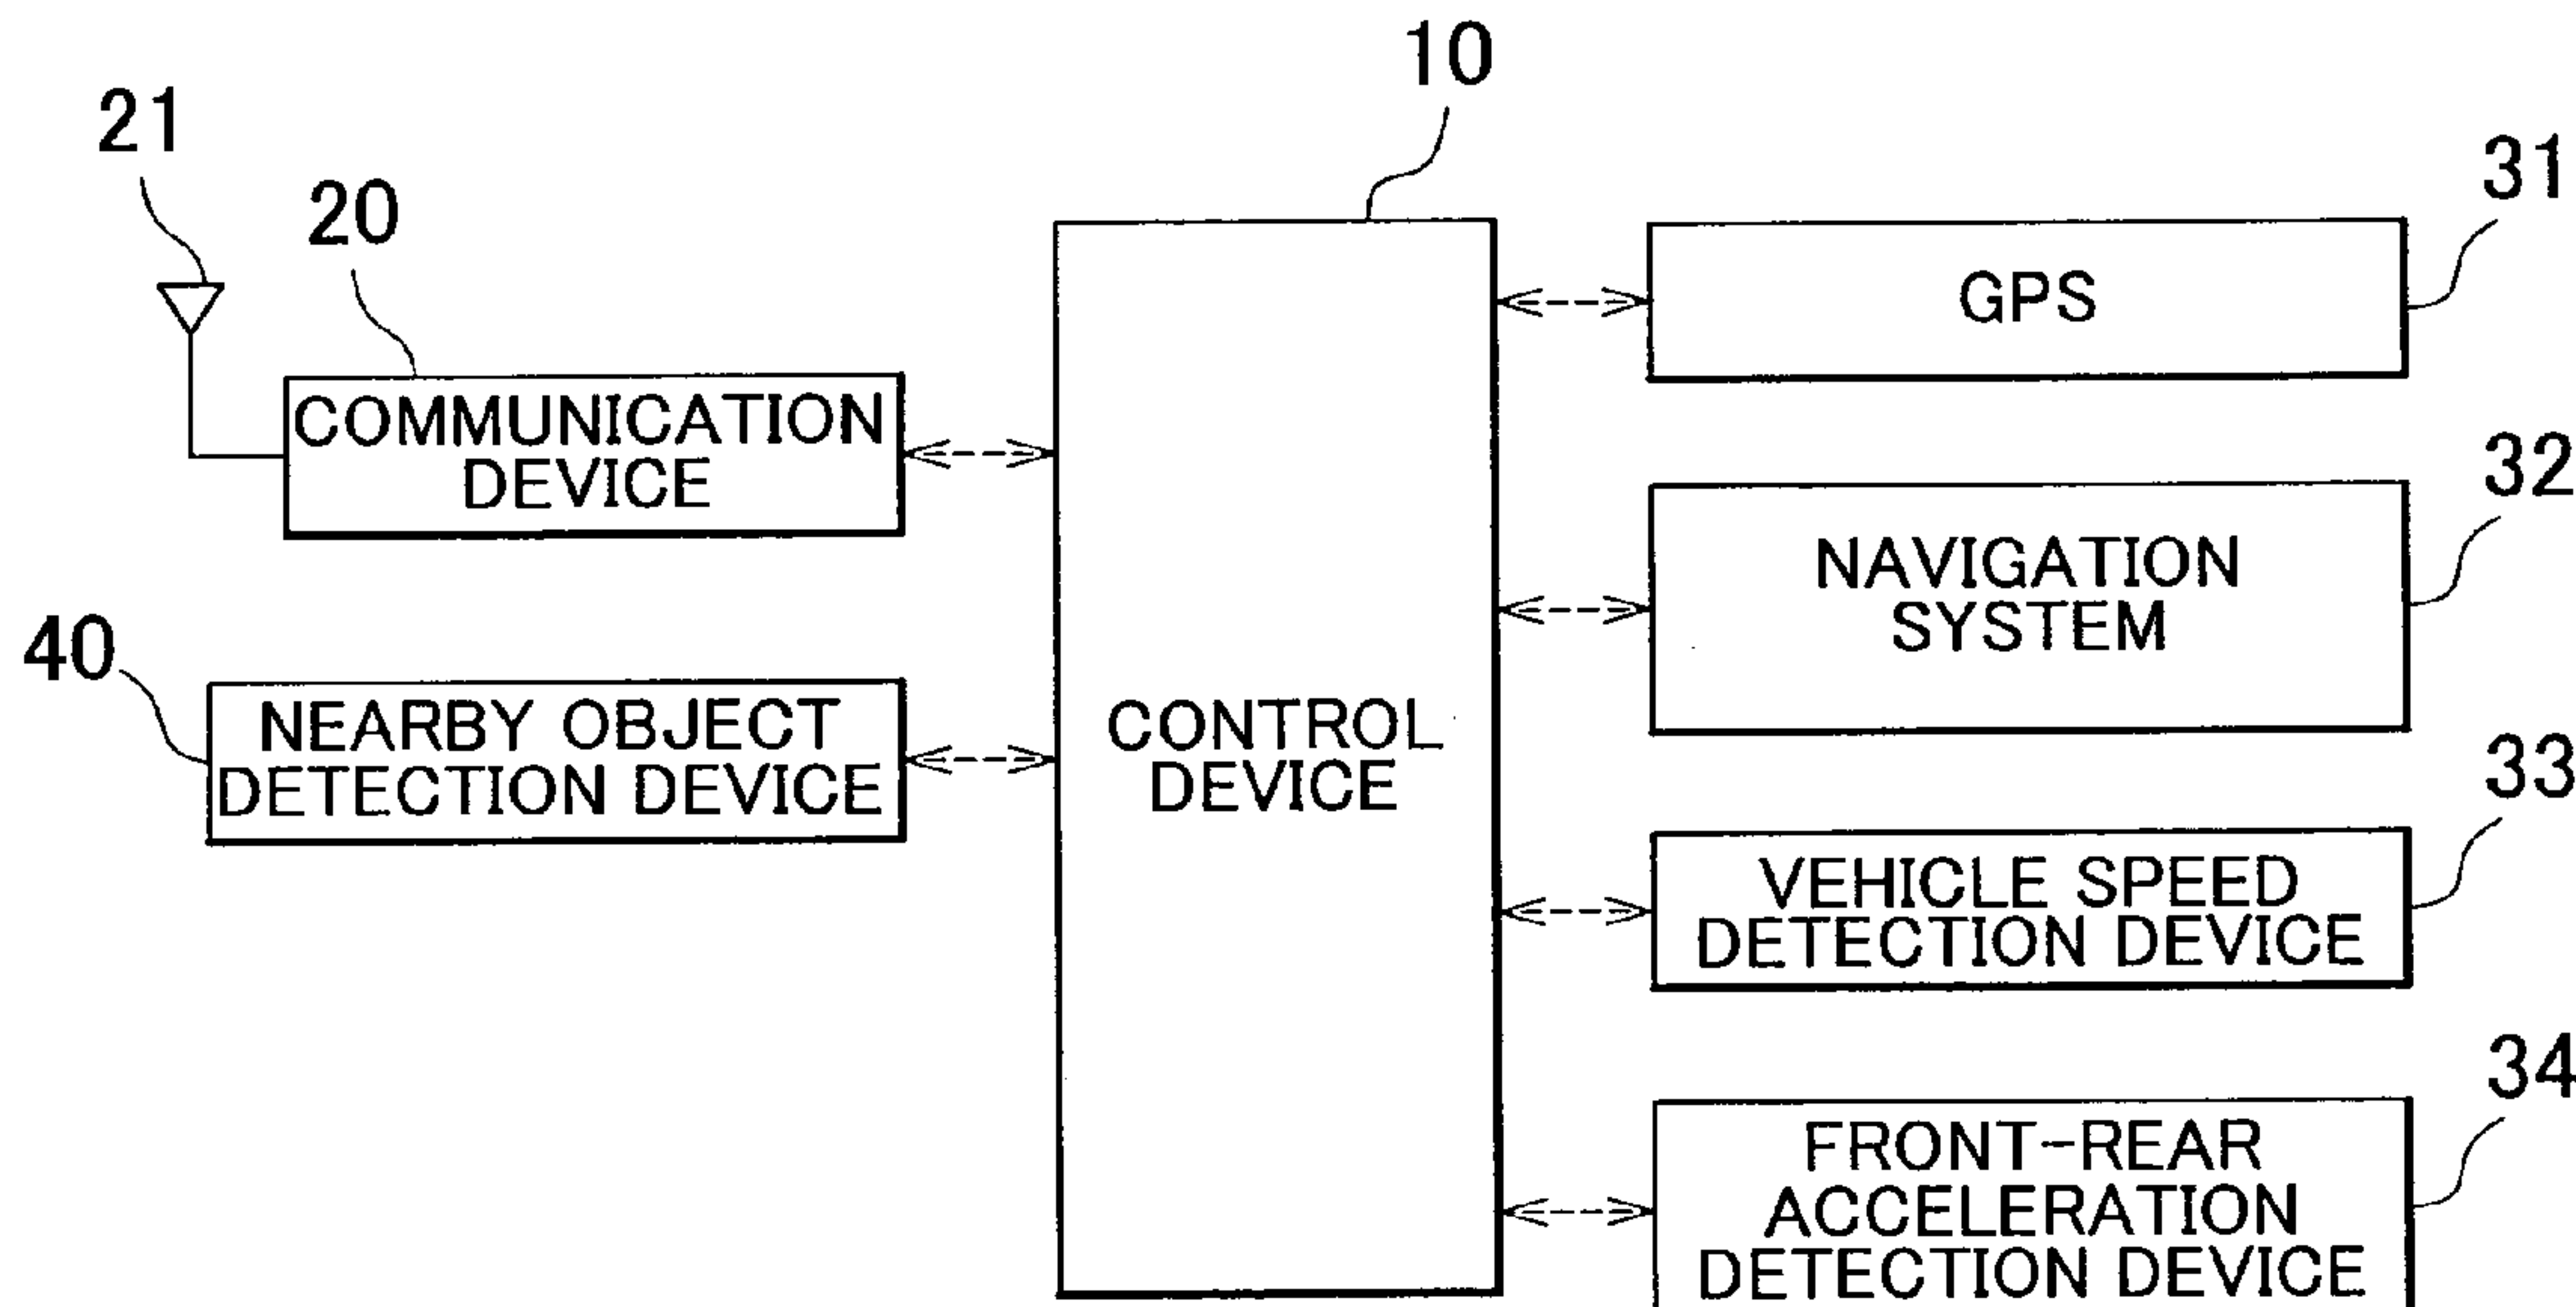 10
21
20
COMMUNICATION
DEVICE
40
NEARBY OBJECT
DETECTION DEVICE
CONTROL
DEVICE
31
GPS
32
NAVIGATION
SYSTEM
33
VEHICLE SPEED
DETECTION DEVICE
34
FRONT-REAR
ACCELERATION
DETECTION DEVICE